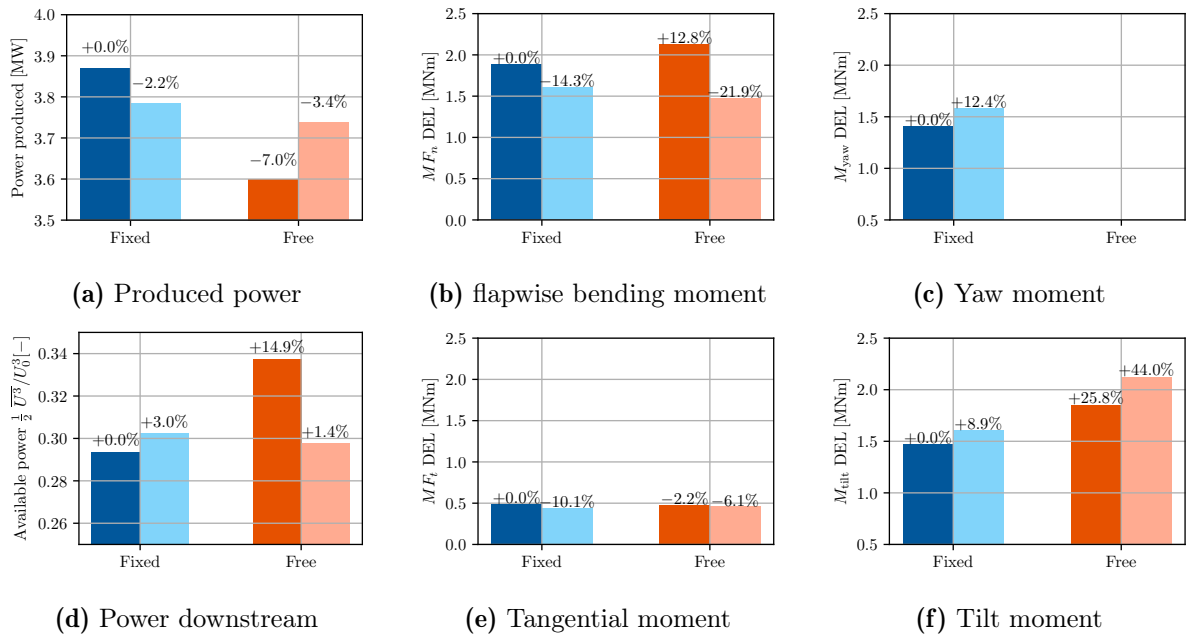 4.0
3.9
3.8
3.7
3.6
3.5
Power produced [MW]
+0.0%
−2.2%
−7.0%
−3.4%
Fixed
Free
(a) Produced power
2.5
2.0
1.5
1.0
0.5
0.0
MFₙ DEL [MNm]
+0.0%
−14.3%
+12.8%
−21.9%
Fixed
Free
(b) flapwise bending moment
2.5
2.0
1.5
1.0
0.5
M_yaw DEL [MNm]
+0.0%
+12.4%
Fixed
Free
(c) Yaw moment
0.34
0.32
0.30
0.28
0.26
Available power ½ U̅³/U₀³[−]
+0.0%
+3.0%
+14.9%
+1.4%
Fixed
Free
(d) Power downstream
2.5
2.0
1.5
1.0
0.5
0.0
MFₜ DEL [MNm]
+0.0%
−10.1%
−2.2%
−6.1%
Fixed
Free
(e) Tangential moment
2.5
2.0
1.5
1.0
0.5
M_tilt DEL [MNm]
+0.0%
+8.9%
+25.8%
+44.0%
Fixed
Free
(f) Tilt moment